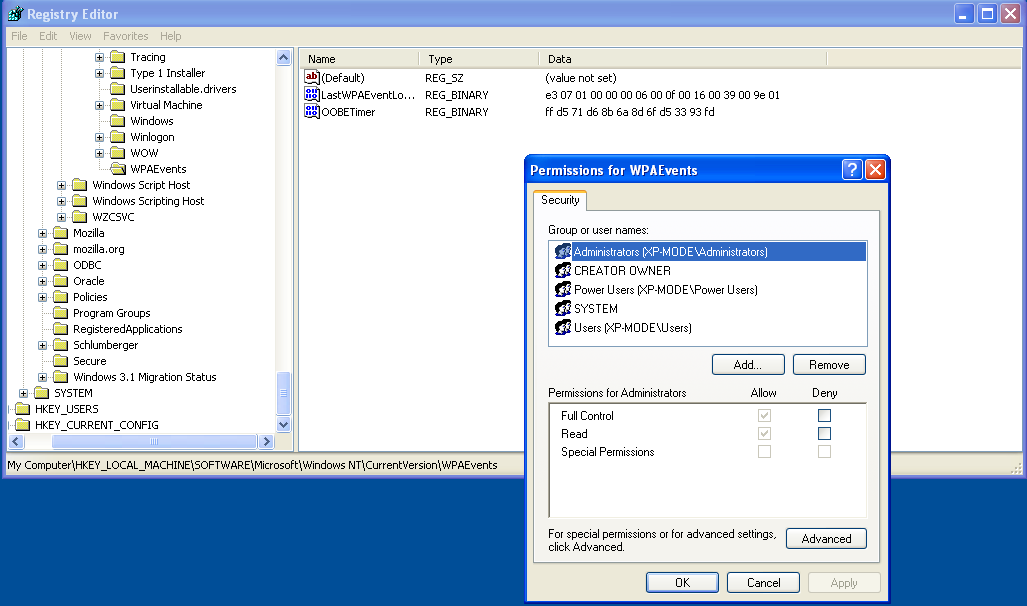 Registry Editor
File Edit View Favorites Help
Tracing
Type 1 Installer
Userinstallable.drivers
Virtual Machine
Windows
Winlogon
WOW
WPAEvents
Windows Script Host
Windows Scripting Host
WZCSVC
Mozilla
mozilla.org
ODBC
Oracle
Policies
Program Groups
RegisteredApplications
Schlumberger
Secure
Windows 3.1 Migration Status
SYSTEM
HKEY_USERS
HKEY_CURRENT_CONFIG
Name Type Data
(Default) REG_SZ (value not set)
LastWPAEventLo... REG_BINARY e3 07 01 00 00 00 06 00 0f 00 16 00 39 00 9e 01
OOBETimer REG_BINARY ff d5 71 d6 8b 6a 8d 6f d5 33 93 fd
My Computer\HKEY_LOCAL_MACHINE\SOFTWARE\Microsoft\Windows NT\CurrentVersion\WPAEvents
Permissions for WPAEvents
Security
Group or user names:
Administrators (XP-MODE\Administrators)
CREATOR OWNER
Power Users (XP-MODE\Power Users)
SYSTEM
Users (XP-MODE\Users)
Add... Remove
Permissions for Administrators Allow Deny
Full Control
Read
Special Permissions
For special permissions or for advanced settings,
click Advanced.
Advanced
OK Cancel Apply